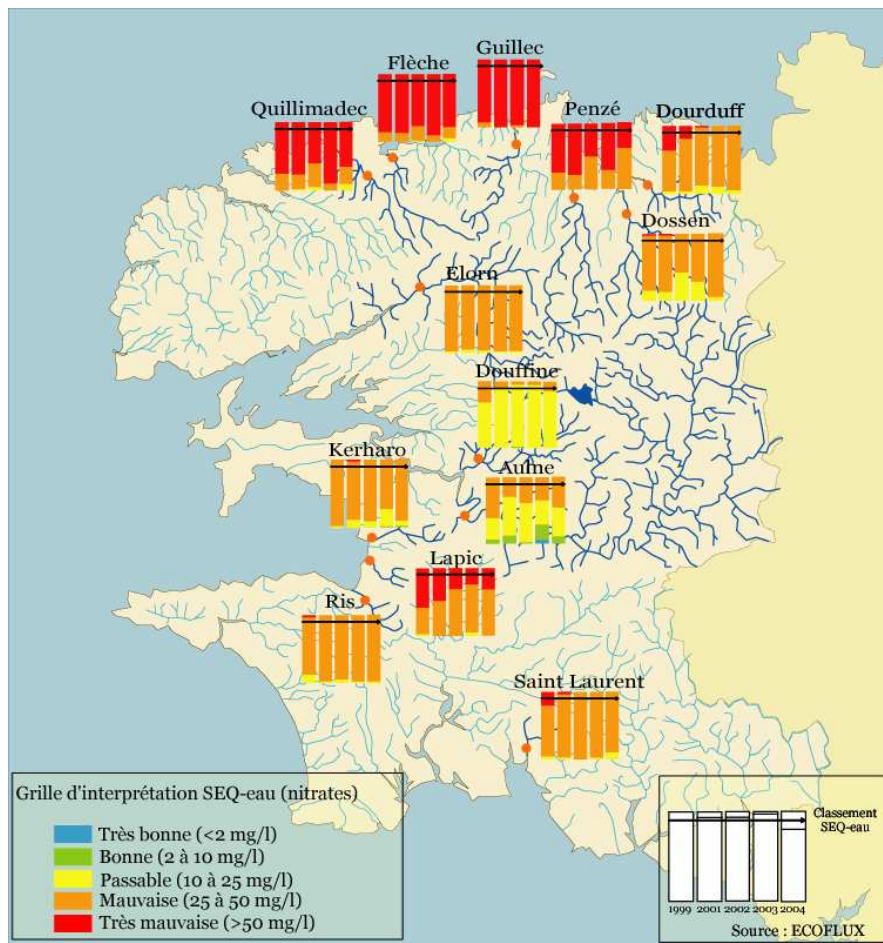 Guillec
Flèche
Quillimadec
Penzé
Dourduff
Dossen
Elorn
Douffine
Kerharo
Aulne
Lapic
Ris
Saint Laurent
Grille d'interprétation SEQ-eau (nitrates)
Très bonne (<2 mg/l)
Bonne (2 à 10 mg/l)
Passable (10 à 25 mg/l)
Mauvaise (25 à 50 mg/l)
Très mauvaise (>50 mg/l)
Classement
SEQ-eau
1999 2001 2002 2003 2004
Source : ECOFLUX